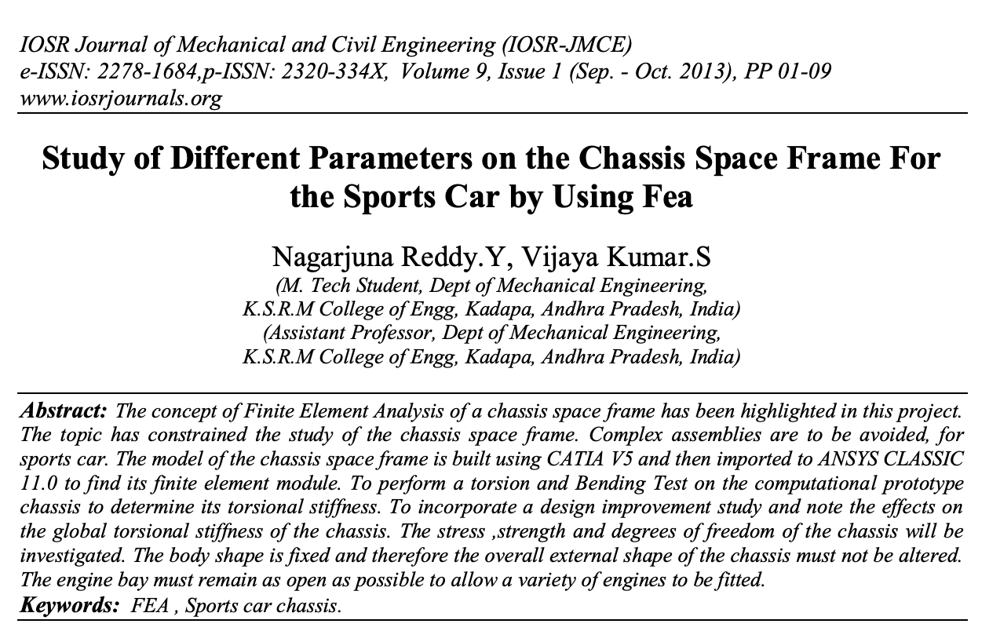 IOSR Journal of Mechanical and Civil Engineering (IOSR-JMCE)
e-ISSN: 2278-1684,p-ISSN: 2320-334X, Volume 9, Issue 1 (Sep. - Oct. 2013), PP 01-09
www.iosrjournals.org
Study of Different Parameters on the Chassis Space Frame For
the Sports Car by Using Fea
Nagarjuna Reddy.Y, Vijaya Kumar.S
(M. Tech Student, Dept of Mechanical Engineering,
K.S.R.M College of Engg, Kadapa, Andhra Pradesh, India)
(Assistant Professor, Dept of Mechanical Engineering,
K.S.R.M College of Engg, Kadapa, Andhra Pradesh, India)
Abstract: The concept of Finite Element Analysis of a chassis space frame has been highlighted in this project.
The topic has constrained the study of the chassis space frame. Complex assemblies are to be avoided, for
sports car. The model of the chassis space frame is built using CATIA V5 and then imported to ANSYS CLASSIC
11.0 to find its finite element module. To perform a torsion and Bending Test on the computational prototype
chassis to determine its torsional stiffness. To incorporate a design improvement study and note the effects on
the global torsional stiffness of the chassis. The stress ,strength and degrees of freedom of the chassis will be
investigated. The body shape is fixed and therefore the overall external shape of the chassis must not be altered.
The engine bay must remain as open as possible to allow a variety of engines to be fitted.
Keywords: FEA , Sports car chassis.